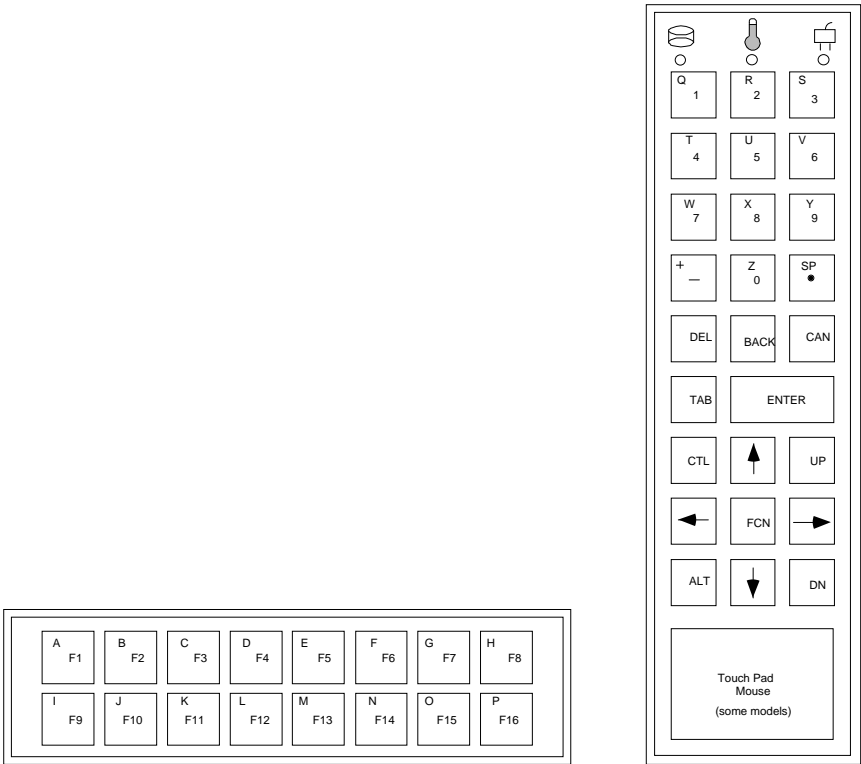 Q R S
1 2 3
T U V
4 5 6
W X Y
7 8 9
+ Z SP
— 0 •
DEL BACK CAN
TAB ENTER
CTL UP
FCN
ALT DN
Touch Pad
Mouse
(some models)
A B C D E F G H
F1 F2 F3 F4 F5 F6 F7 F8
I J K L M N O P
F9 F10 F11 F12 F13 F14 F15 F16